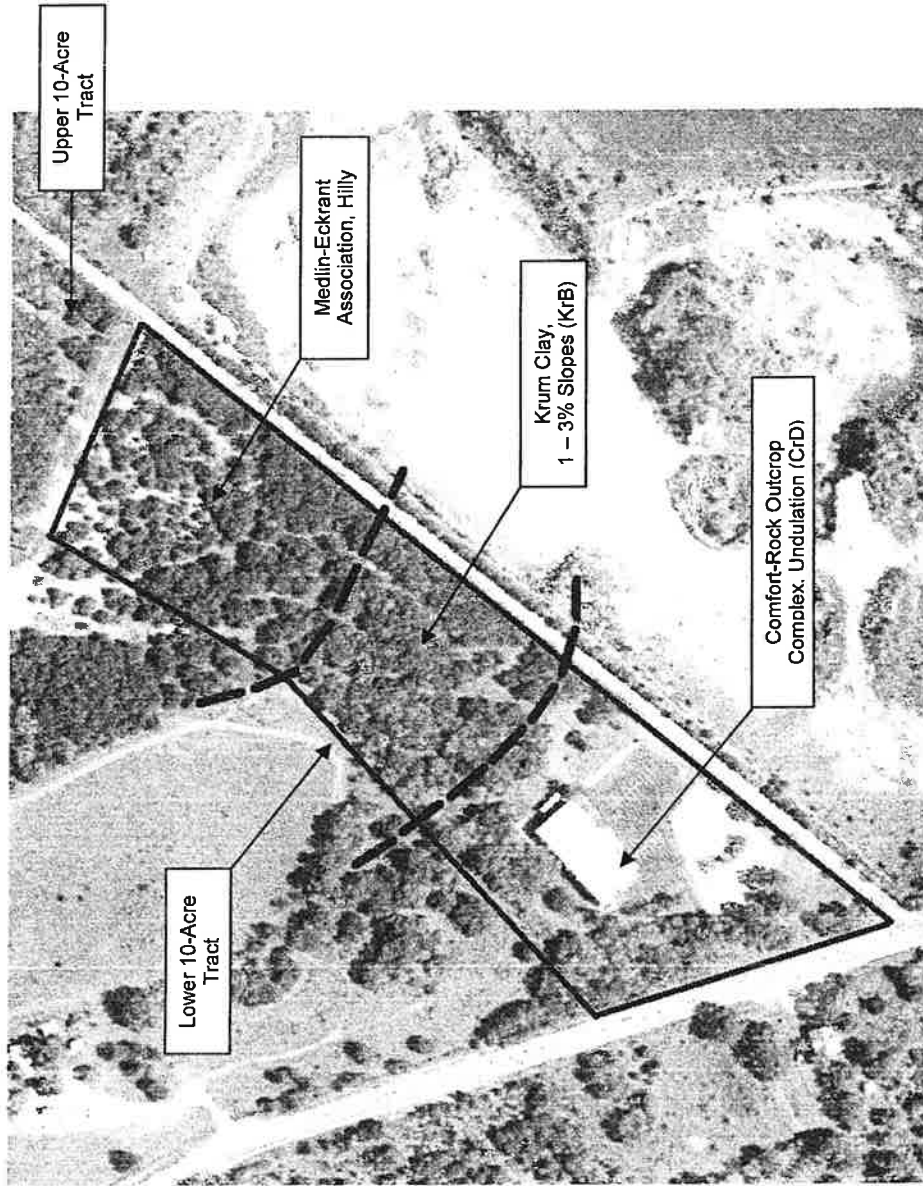 Upper 10-Acre
Tract
Medlin-Eckrant
Association, Hilly
Krum Clay,
1 – 3% Slopes (KrB)
Comfort-Rock Outcrop
Complex. Undulation (CrD)
Lower 10-Acre
Tract